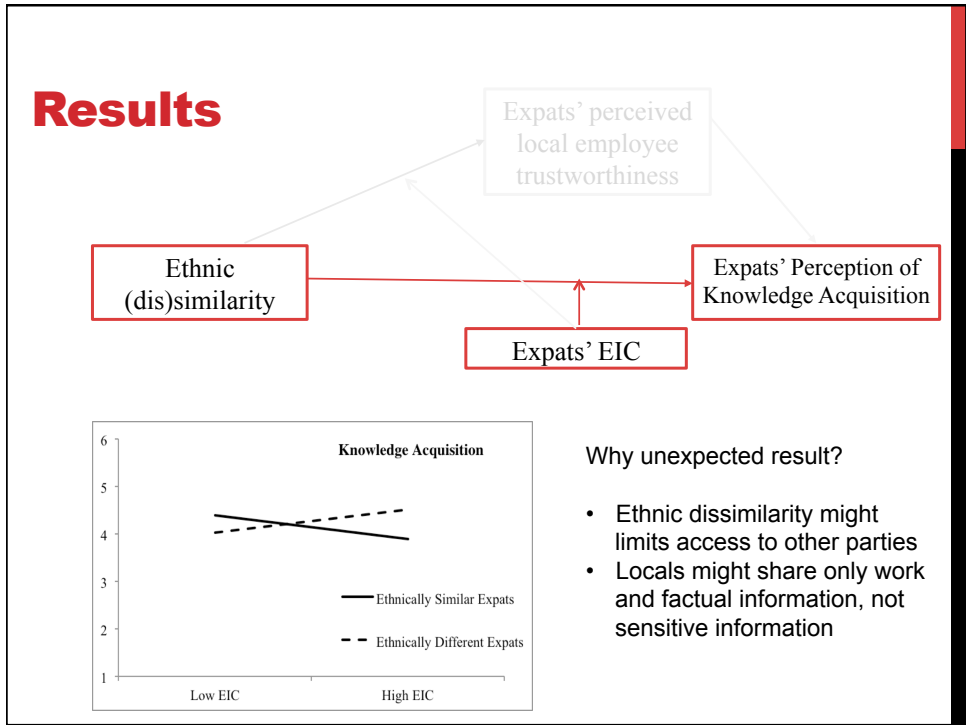 Results
Expats’ perceived
local employee
trustworthiness
Ethnic
(dis)similarity
Expats’ Perception of
Knowledge Acquisition
Expats’ EIC
Knowledge Acquisition
6
5
4
3
2
1
Ethnically Similar Expats
Ethnically Different Expats
Low EIC
High EIC
Why unexpected result?
• Ethnic dissimilarity might
limits access to other parties
• Locals might share only work
and factual information, not
sensitive information